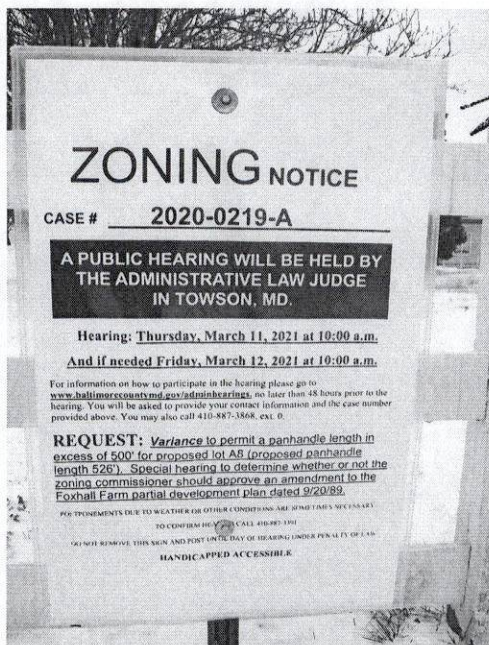 ZONING NOTICE
CASE # 2020-0219-A
A PUBLIC HEARING WILL BE HELD BY
THE ADMINISTRATIVE LAW JUDGE
IN TOWSON, MD.
Hearing: Thursday, March 11, 2021 at 10:00 a.m.
And if needed Friday, March 12, 2021 at 10:00 a.m.
For information on how to participate in the hearing please go to
www.baltimorecountymd.gov/adminhearings, no later than 48 hours prior to the
hearing. You will be asked to provide your contact information and the case number
provided above. You may also call 410-887-3868, ext. 0.
REQUEST: Variance to permit a panhandle length in
excess of 500' for proposed lot A8 (proposed panhandle
length 526'). Special hearing to determine whether or not the
zoning commissioner should approve an amendment to the
Foxhall Farm partial development plan dated 9/20/89.
POSTPONEMENTS DUE TO WEATHER OR OTHER CONDITIONS ARE SOMETIMES NECESSARY
TO CONFIRM CALL 410-887-3391
DO NOT REMOVE THIS SIGN AND POST UNTIL DAY OF HEARING UNDER PENALTY OF LAW
HANDICAPPED ACCESSIBLE